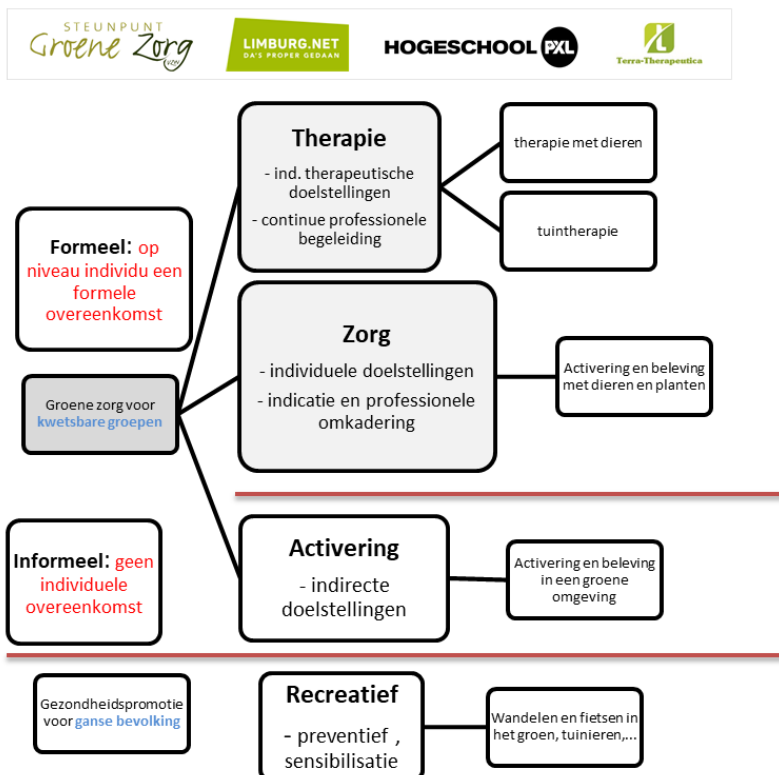 STEUNPUNT
Groene Zorg vzw
LIMBURG.NET
DA'S PROPER GEDAAN
HOGESCHOOL PXL
Terra-Therapeutica
Therapie
- ind. therapeutische
doelstellingen
- continue professionele
begeleiding
therapie met dieren
tuintherapie
Formeel: op
niveau individu een
formele
overeenkomst
Zorg
- individuele doelstellingen
- indicatie en professionele
omkadering
Activering en beleving
met dieren en planten
Groene zorg voor
kwetsbare groepen
Informeel: geen
individuele
overeenkomst
Activering
- indirecte
doelstellingen
Activering en beleving
in een groene
omgeving
Gezondheidspromotie
voor ganse bevolking
Recreatief
- preventief ,
sensibilisatie
Wandelen en fietsen in
het groen, tuinieren,...